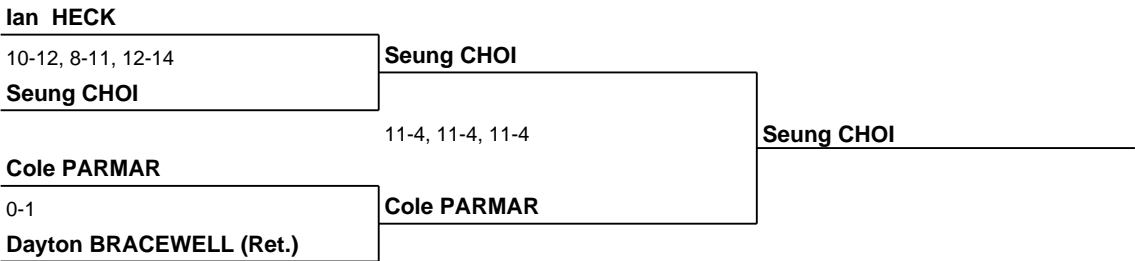 Ian HECK
10-12, 8-11, 12-14
Seung CHOI
Seung CHOI
11-4, 11-4, 11-4
Seung CHOI
Cole PARMAR
0-1
Cole PARMAR
Dayton BRACEWELL (Ret.)